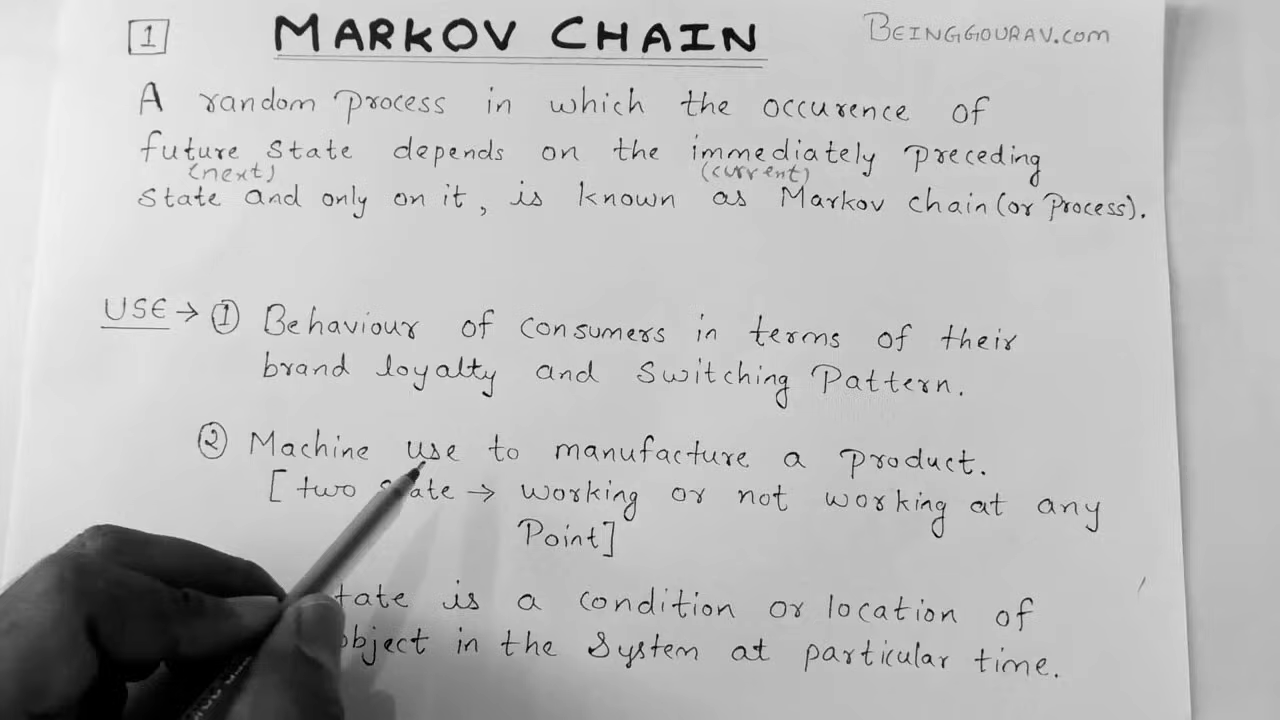 1
MARKOV CHAIN
BEINGGOURAV.com
A random process in which the occurence of
future state depends on the immediately preceding
(next) (current)
state and only on it, is known as Markov chain (or Process).
USE → ① Behaviour of consumers in terms of their
brand loyalty and switching Pattern.
② Machine use to manufacture a product.
[two state → working or not working at any
Point]
tate is a condition or location of
object in the system at particular time.